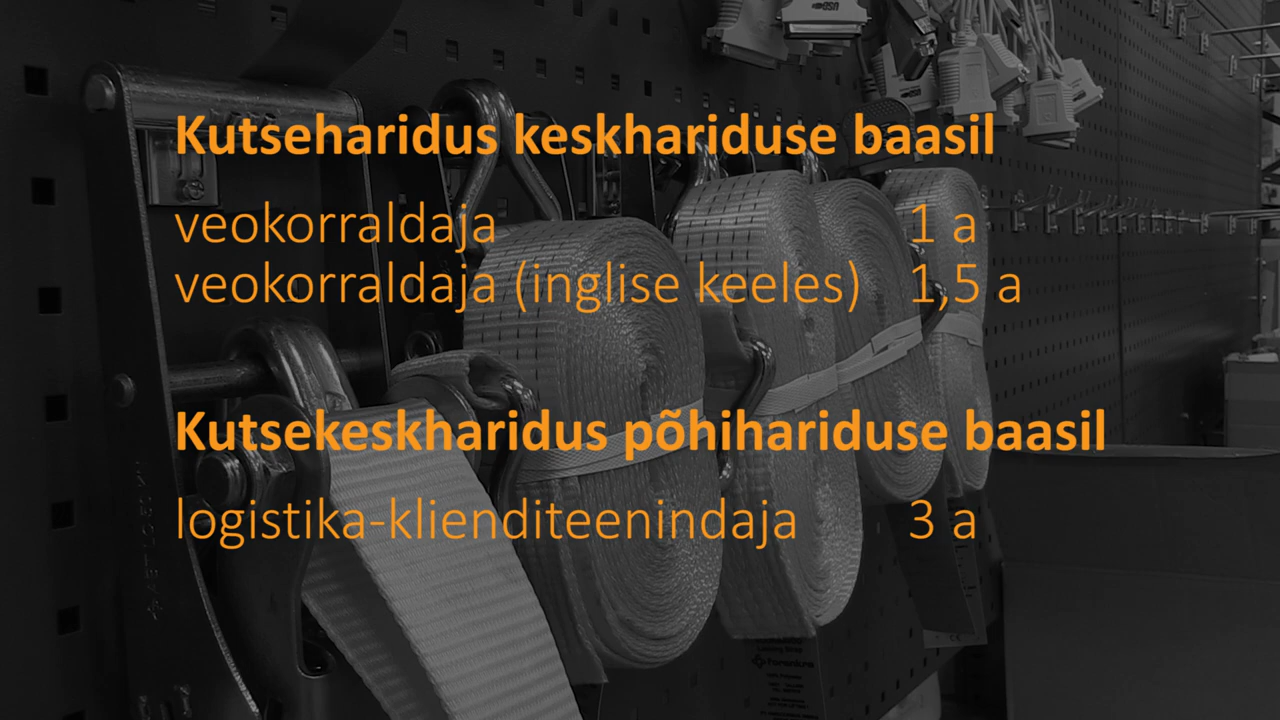 Kutseharidus keskhariduse baasil
veokorraldaja 1 a
veokorraldaja (inglise keeles) 1,5 a
Kutsekeskharidus põhihariduse baasil
logistika-klienditeenindaja 3 a